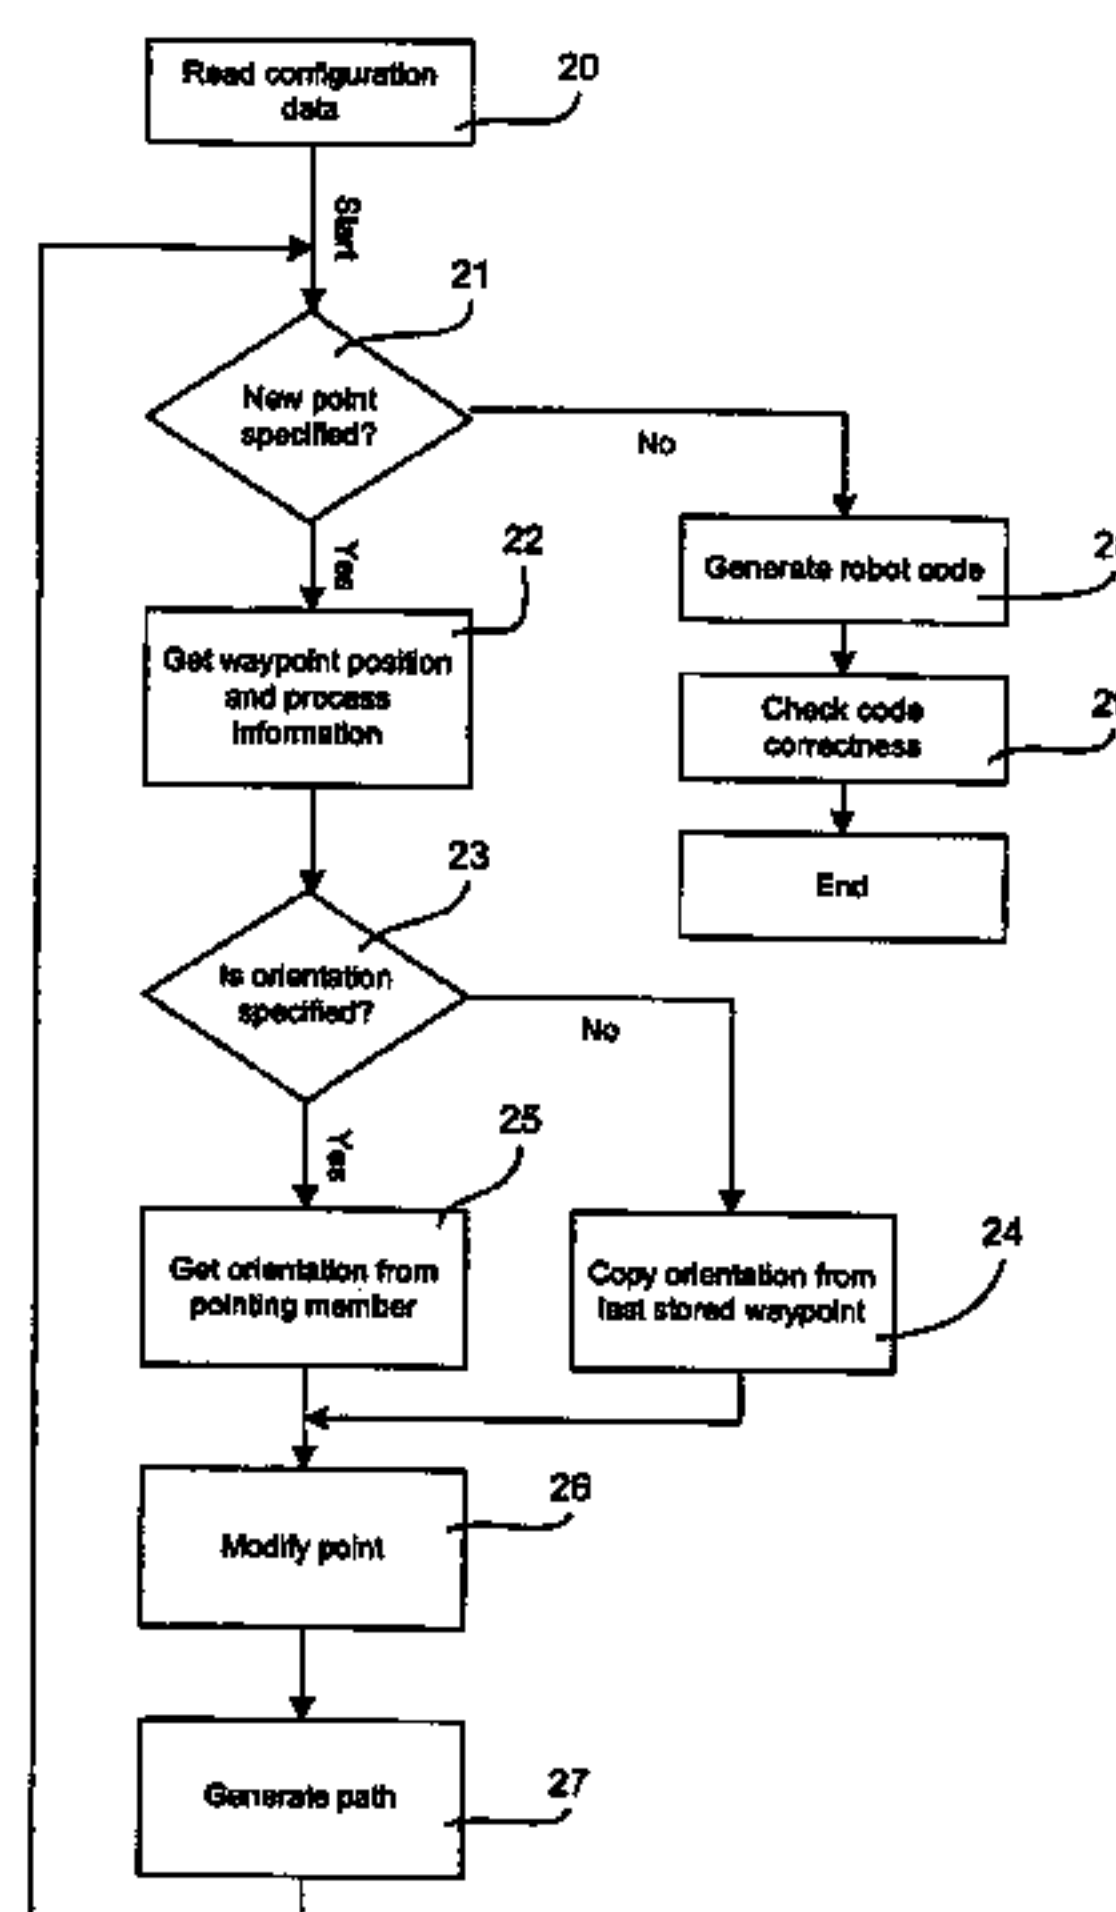 Read configuration
data
20
Start
21
New point
specified?
No
Yes
22
Get waypoint position
and process
information
Generate robot code
Check code
correctness
End
23
Is orientation
specified?
No
Yes
25
Get orientation from
pointing member
24
Copy orientation from
last stored waypoint
26
Modify point
27
Generate path